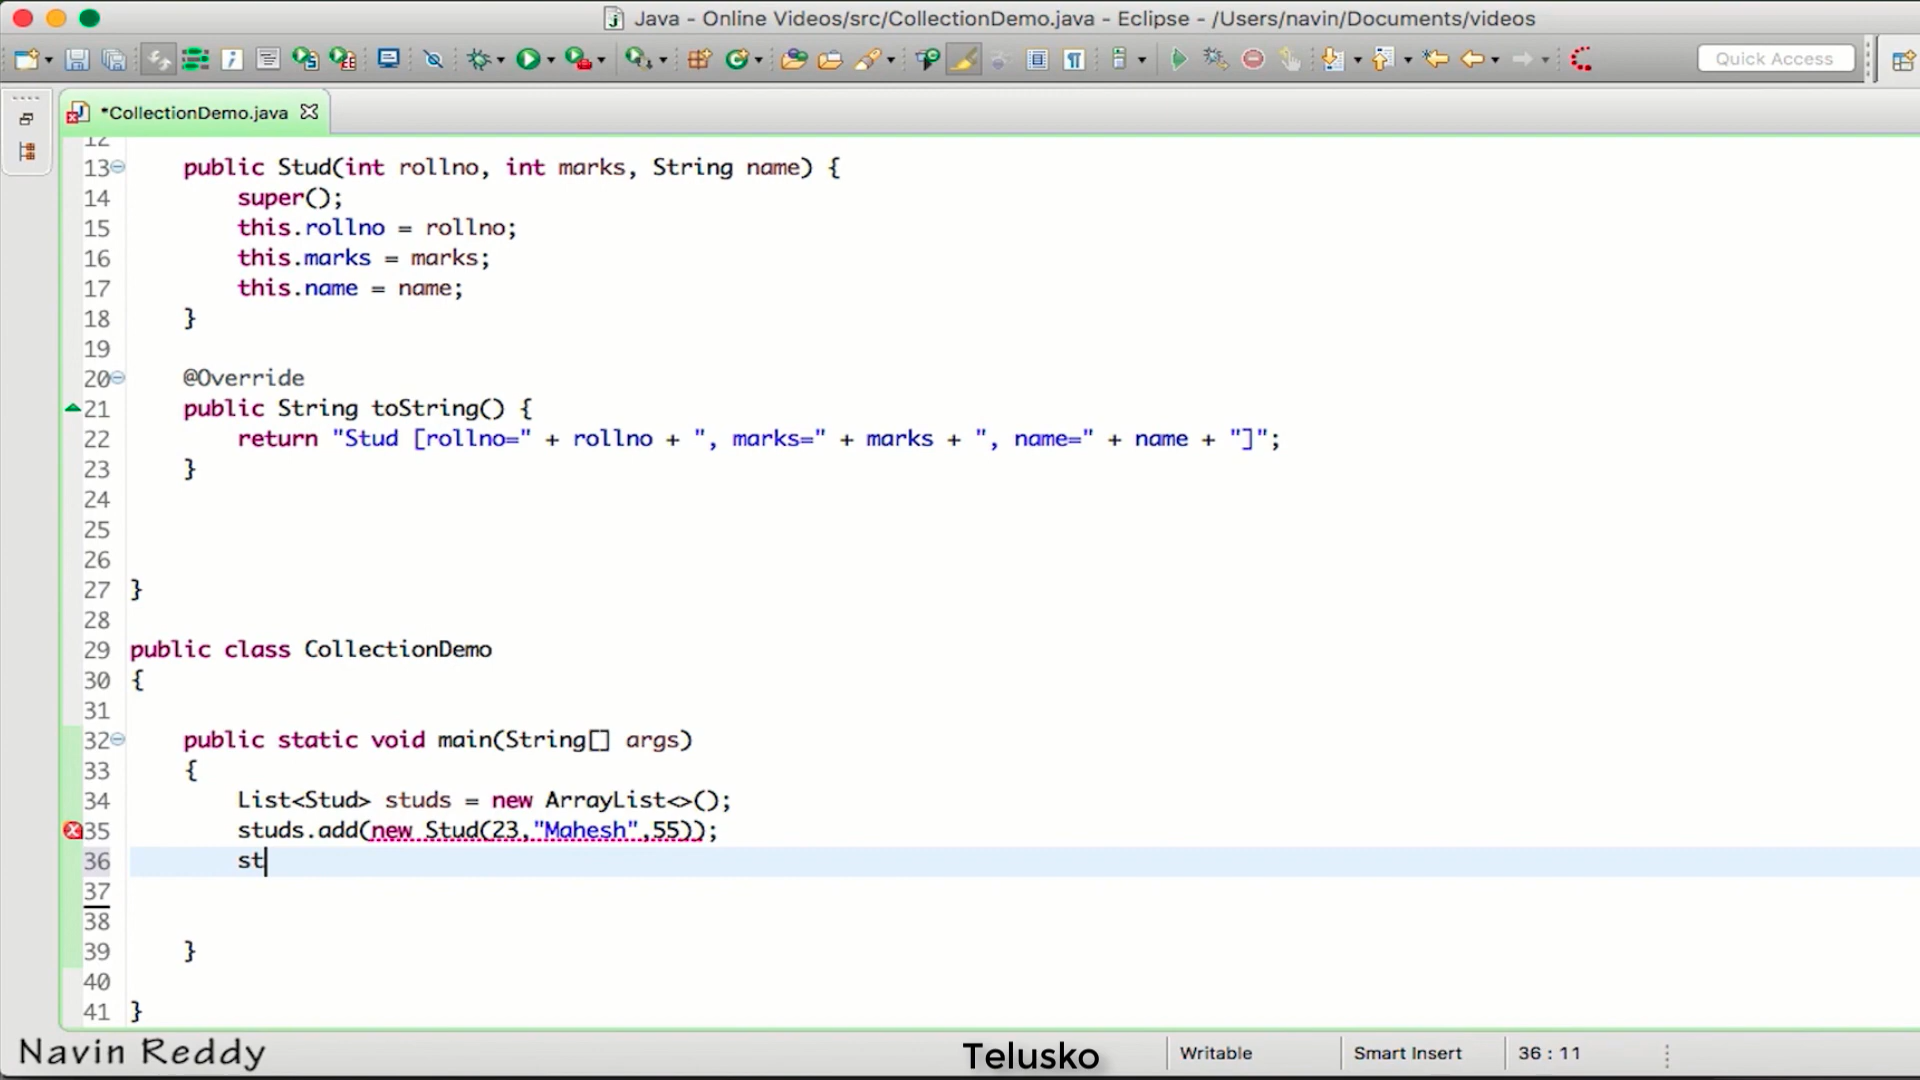 Java - Online Videos/src/CollectionDemo.java - Eclipse - /Users/navin/Documents/videos
Quick Access
*CollectionDemo.java
12
13 public Stud(int rollno, int marks, String name) {
14 super();
15 this.rollno = rollno;
16 this.marks = marks;
17 this.name = name;
18 }
19
20 @Override
21 public String toString() {
22 return "Stud [rollno=" + rollno + ", marks=" + marks + ", name=" + name + "]";
23 }
24
25
26
27 }
28
29 public class CollectionDemo
30 {
31
32 public static void main(String[] args)
33 {
34 List<Stud> studs = new ArrayList<>();
35 studs.add(new Stud(23,"Mahesh",55));
36 st
37
38
39 }
40
41 }
Navin Reddy
Telusko
Writable
Smart Insert
36 : 11